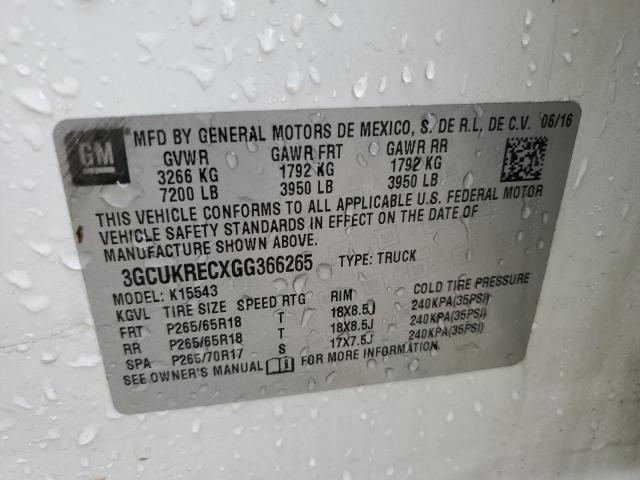 GM
MFD BY GENERAL MOTORS DE MEXICO, S. DE R.L, DE C.V. 06/16
GVWR GAWR FRT GAWR RR
3266 KG 1792 KG 1792 KG
7200 LB 3950 LB 3950 LB
THIS VEHICLE CONFORMS TO ALL APPLICABLE U.S. FEDERAL MOTOR
VEHICLE SAFETY STANDARDS IN EFFECT ON THE DATE OF
MANUFACTURE SHOWN ABOVE.
3GCUKRECXGG366265 TYPE: TRUCK
MODEL: K15543
KGVL TIRE SIZE SPEED RTG RIM COLD TIRE PRESSURE
FRT P265/65R18 T 18X8.5J 240KPA(35PSI)
RR P265/65R18 T 18X8.5J 240KPA(35PSI)
SPA P265/70R17 S 17X7.5J 240KPA(35PSI)
SEE OWNER'S MANUAL FOR MORE INFORMATION.